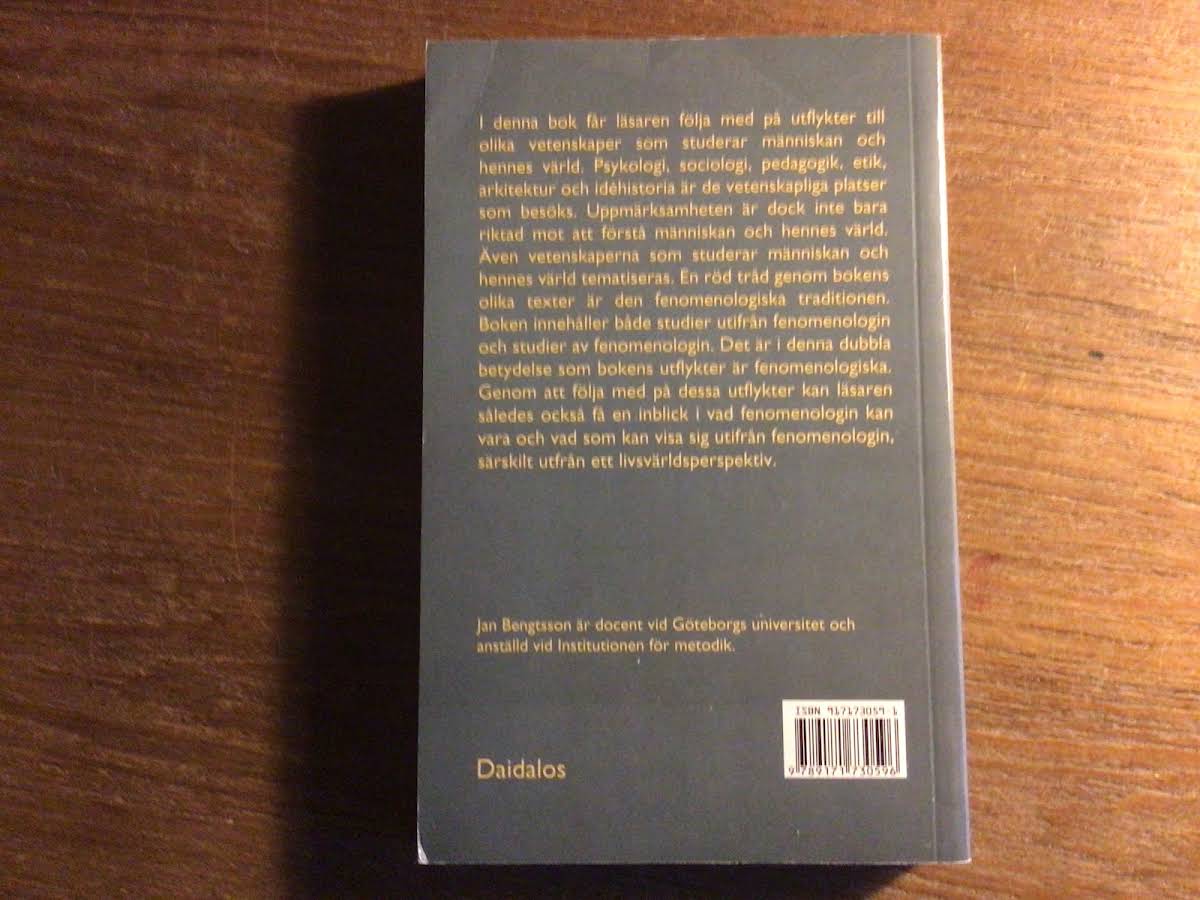 I denna bok får läsaren följa med på utflykter till
olika vetenskaper som studerar människan och
hennes värld. Psykologi, sociologi, pedagogik, etik,
arkitektur och idéhistoria är de vetenskapliga platser
som besöks. Uppmärksamheten är dock inte bara
riktad mot att förstå människan och hennes värld.
Även vetenskaperna som studerar människan och
hennes värld tematiseras. En röd tråd genom bokens
olika texter är den fenomenologiska traditionen.
Boken innehåller både studier utifrån fenomenologin
och studier av fenomenologin. Det är i denna dubbla
betydelse som bokens utflykter är fenomenologiska.
Genom att följa med på dessa utflykter kan läsaren
således också få en inblick i vad fenomenologin kan
vara och vad som kan visa sig utifrån fenomenologin,
särskilt utfrån ett livsvärldsperspektiv.
Jan Bengtsson är docent vid Göteborgs universitet och
anställd vid Institutionen för metodik.
ISBN 917173059-1
9 789171 730596
Daidalos